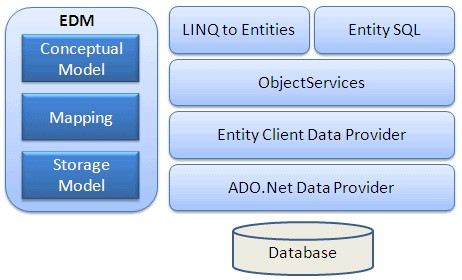 EDM
Conceptual
Model
Mapping
Storage
Model
LINQ to Entities
Entity SQL
ObjectServices
Entity Client Data Provider
ADO.Net Data Provider
Database